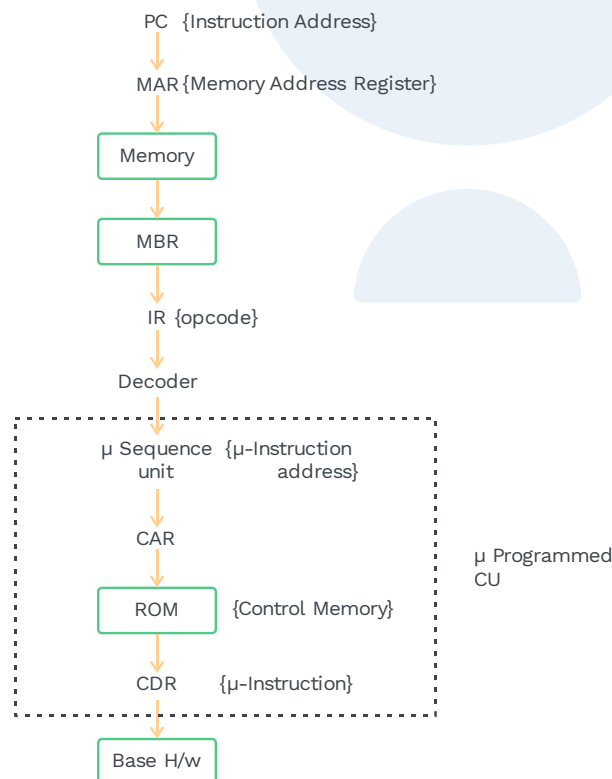 PC {Instruction Address}
MAR {Memory Address Register}
Memory
MBR
IR {opcode}
Decoder
µ Sequence {µ-Instruction
unit address}
CAR
µ Programmed
CU
ROM {Control Memory}
CDR {µ-Instruction}
Base H/w